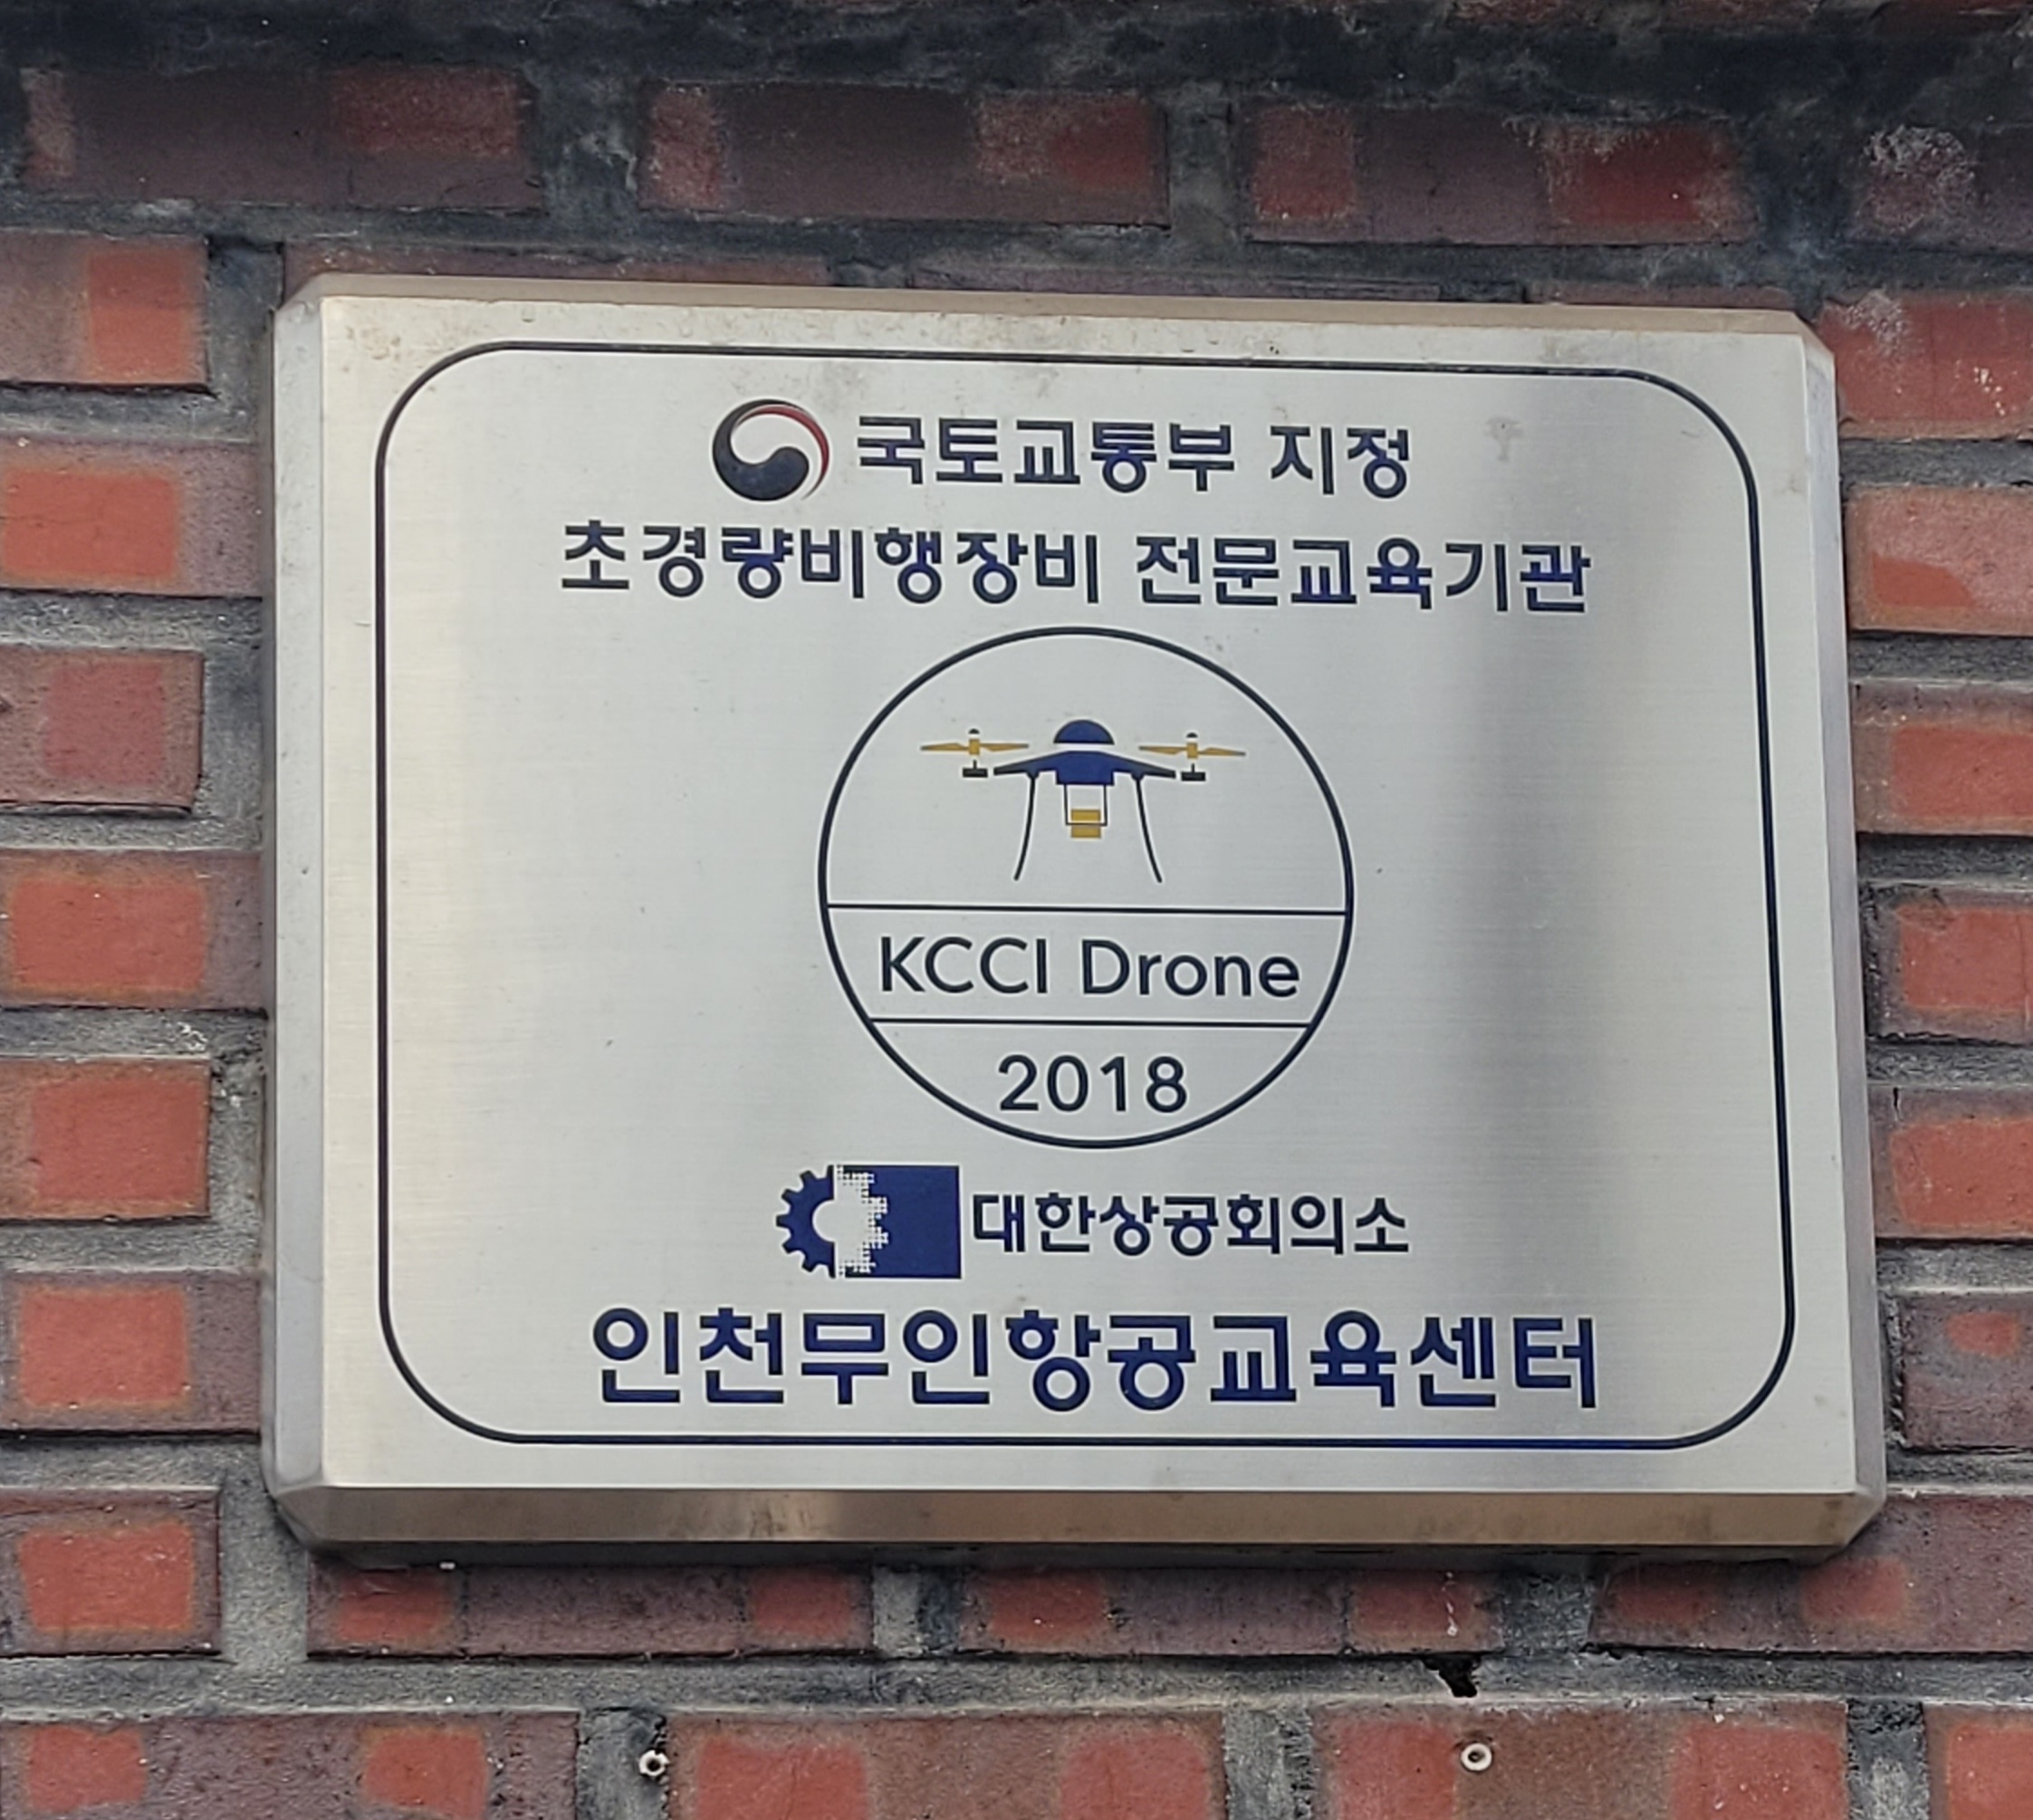 국토교통부 지정
초경량비행장비 전문교육기관
KCCI Drone
2018
대한상공회의소
인천무인항공교육센터